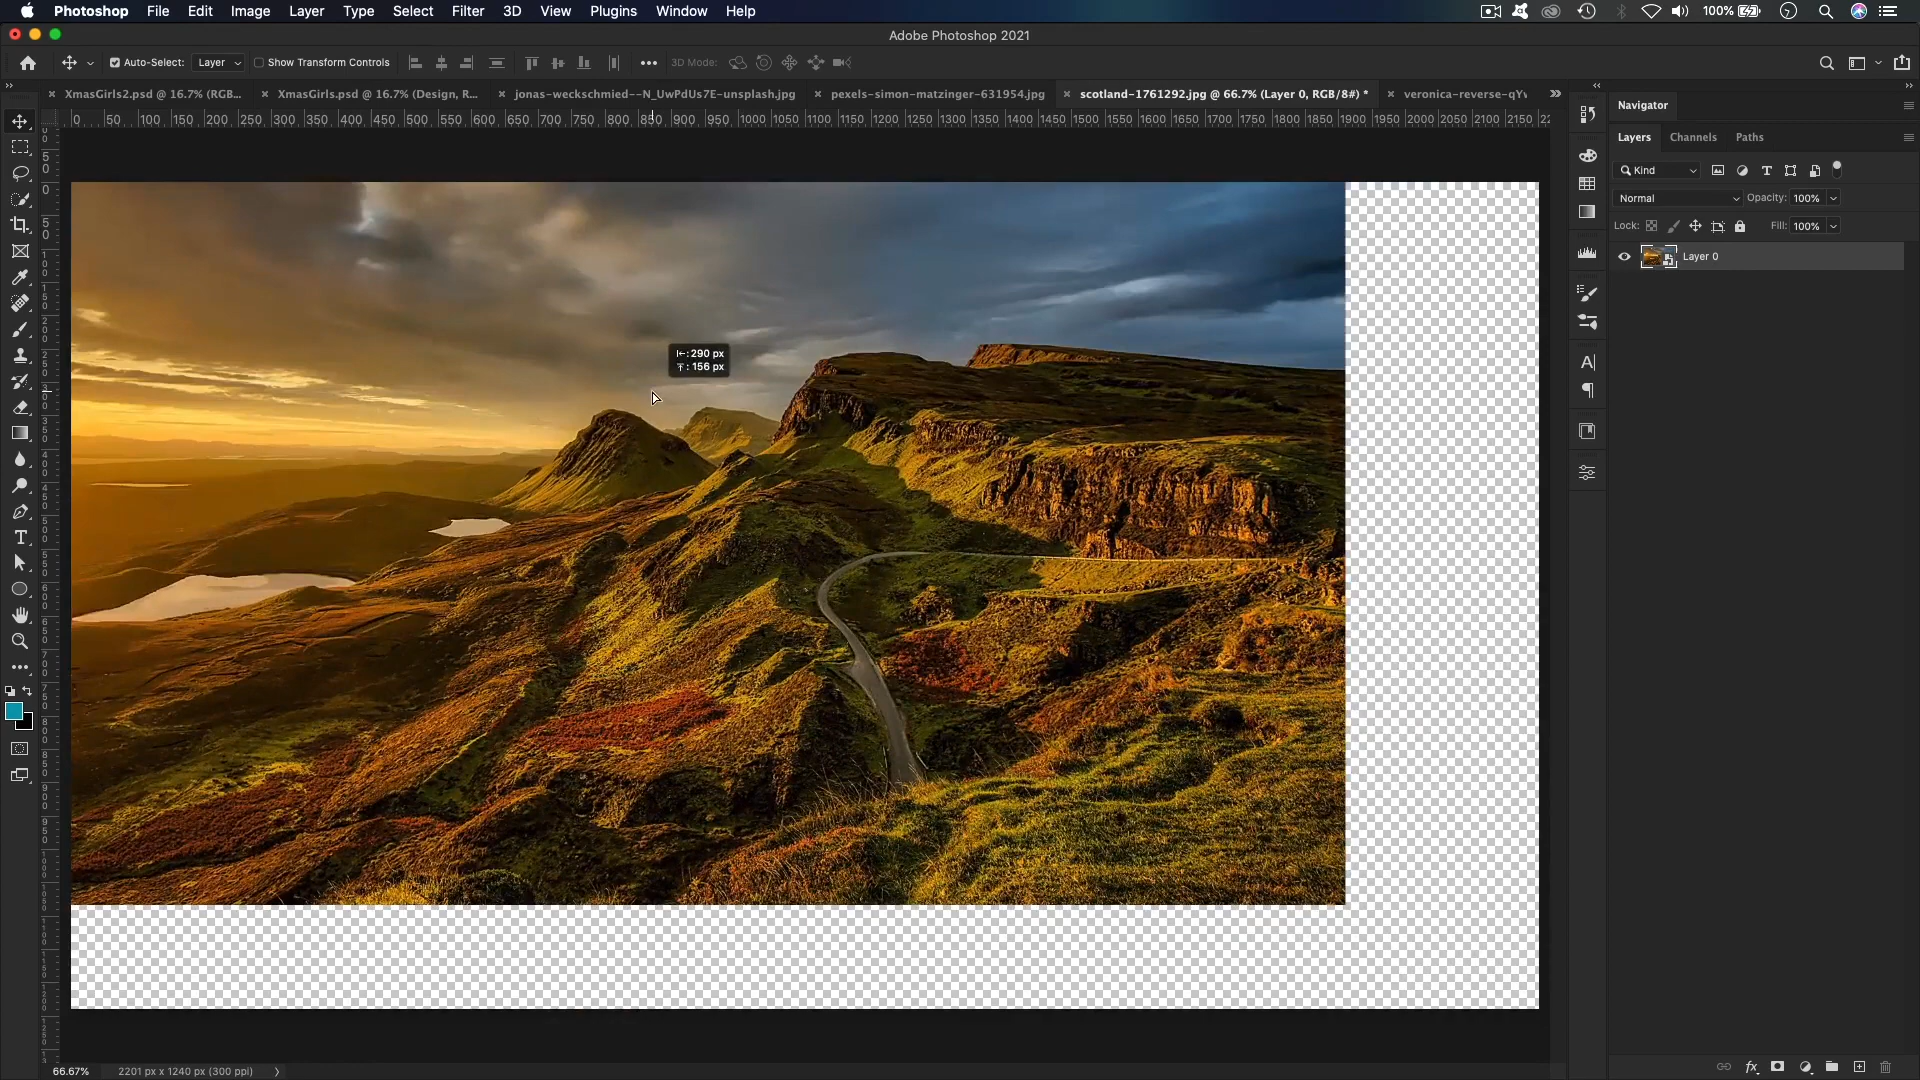 Photoshop File Edit Image Layer Type Select Filter 3D View Plugins Window Help 100%
Adobe Photoshop 2021
Auto-Select: Layer Show Transform Controls 3D Mode:
XmasGirls2.psd @ 16.7% (RGB... XmasGirls.psd @ 16.7% (Design, R... jonas-weckschmied--N_UwPdUs7E-unsplash.jpg pexels-simon-matzinger-631954.jpg scotland-1761292.jpg @ 66.7% (Layer 0, RGB/8#) * veronica-reverse-qYv
0 50 100 150 200 250 300 350 400 450 500 550 600 650 700 750 800 850 900 950 1000 1050 1100 1150 1200 1250 1300 1350 1400 1450 1500 1550 1600 1650 1700 1750 1800 1850 1900 1950 2000 2050 2100 2150 22
Navigator
Layers Channels Paths
Kind
Normal Opacity: 100%
Lock: Fill: 100%
Layer 0
: 290 px
: 156 px
66.67% 2201 px x 1240 px (300 ppi)